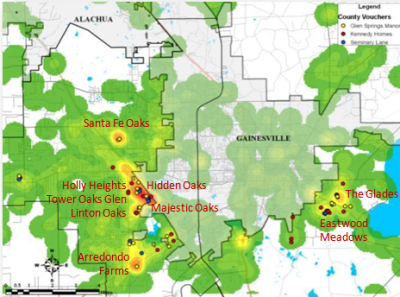 Legend
County Vouchers
Glen Springs Manor
Kennedy Homes
Seminary Lane
ALACHUA
Santa Fe Oaks
GAINESVILLE
Holly Heights
Hidden Oaks
Tower Oaks Glen
Majestic Oaks
Linton Oaks
The Glades
Eastwood
Meadows
Arredondo
Farms